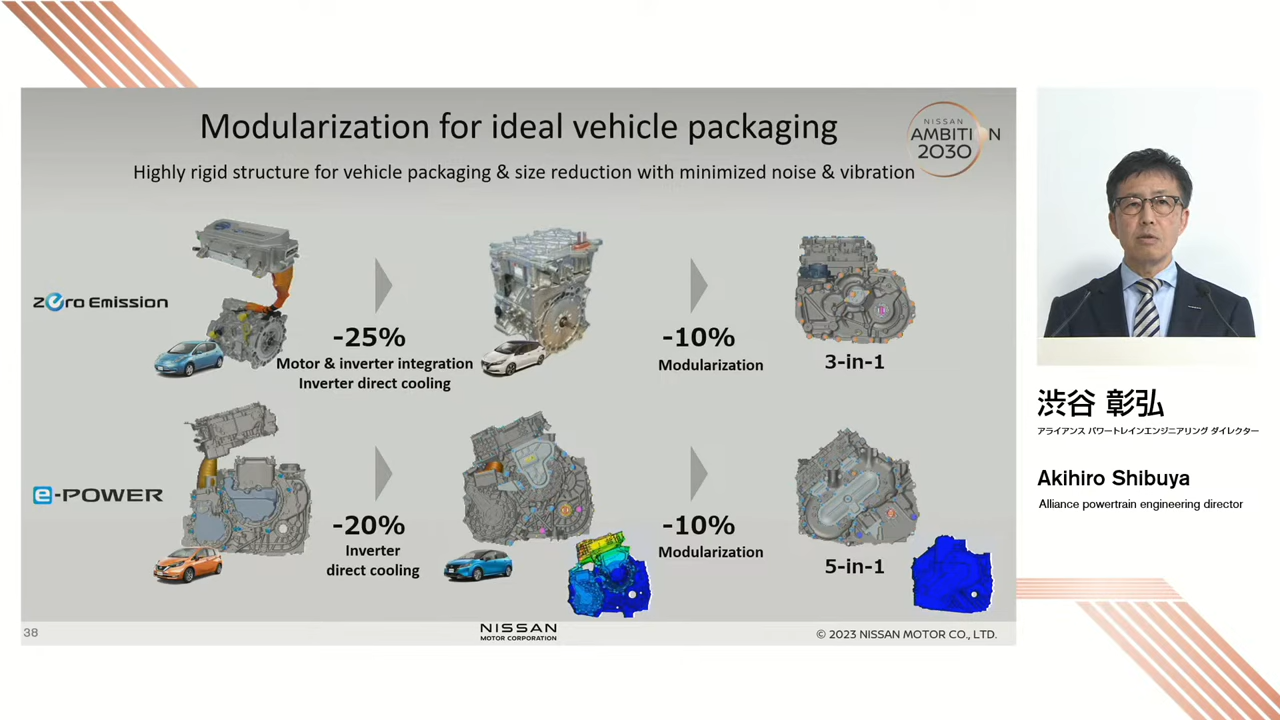 Modularization for ideal vehicle packaging
NISSAN
AMBITION
2030
Highly rigid structure for vehicle packaging & size reduction with minimized noise & vibration
Zero Emission
-25%
Motor & inverter integration
Inverter direct cooling
-10%
Modularization
3-in-1
e-POWER
-20%
Inverter
direct cooling
-10%
Modularization
5-in-1
38
NISSAN
MOTOR CORPORATION
© 2023 NISSAN MOTOR CO., LTD.
渋谷 彰弘
アライアンス パワートレインエンジニアリング ダイレクター
Akihiro Shibuya
Alliance powertrain engineering director